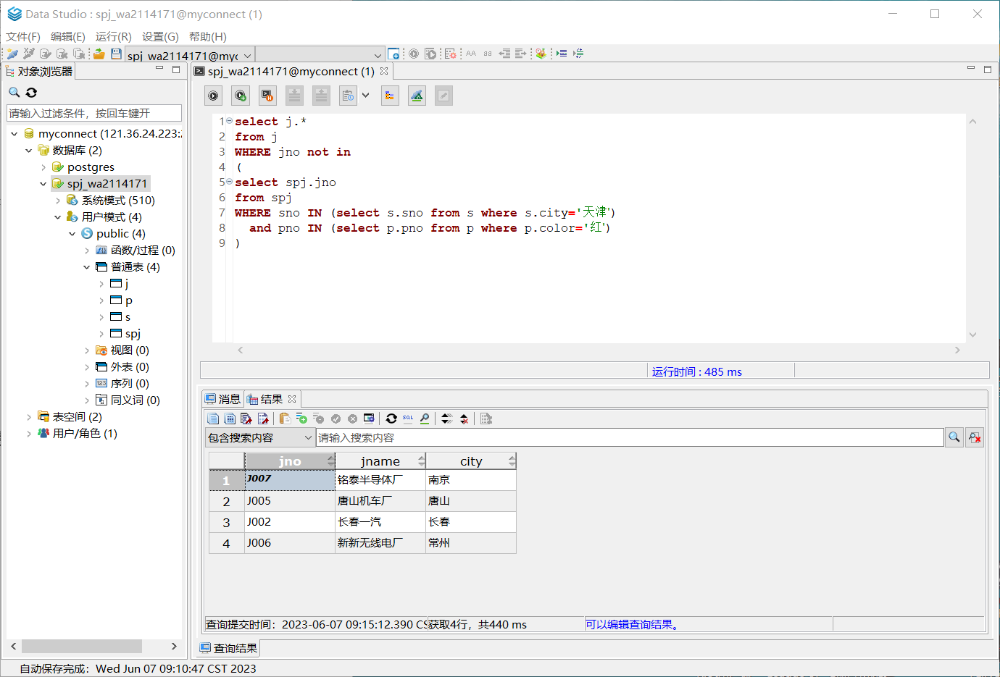 Data Studio : spj_wa2114171@myconnect (1)
文件(F) 编辑(E) 运行(R) 设置(G) 帮助(H)
spj_wa2114171@myc
AA aa
对象浏览器
请输入过滤条件，按回车键开
myconnect (121.36.24.223:
数据库 (2)
postgres
spj_wa2114171
系统模式 (510)
用户模式 (4)
public (4)
函数/过程 (0)
普通表 (4)
j
p
s
spj
视图 (0)
外表 (0)
序列 (0)
同义词 (0)
表空间 (2)
用户/角色 (1)
spj_wa2114171@myconnect (1)
1 select j.*
2 from j
3 WHERE jno not in
4 (
5 select spj.jno
6 from spj
7 WHERE sno IN (select s.sno from s where s.city='天津')
8 and pno IN (select p.pno from p where p.color='红')
9 )
运行时间 : 485 ms
消息 结果
SQL
包含搜索内容 请输入搜索内容
jno jname city
1 J007 铭泰半导体厂 南京
2 J005 唐山机车厂 唐山
3 J002 长春一汽 长春
4 J006 新新无线电厂 常州
查询提交时间： 2023-06-07 09:15:12.390 CS 获取4行，共440 ms 可以编辑查询结果。
查询结果
自动保存完成： Wed Jun 07 09:10:47 CST 2023